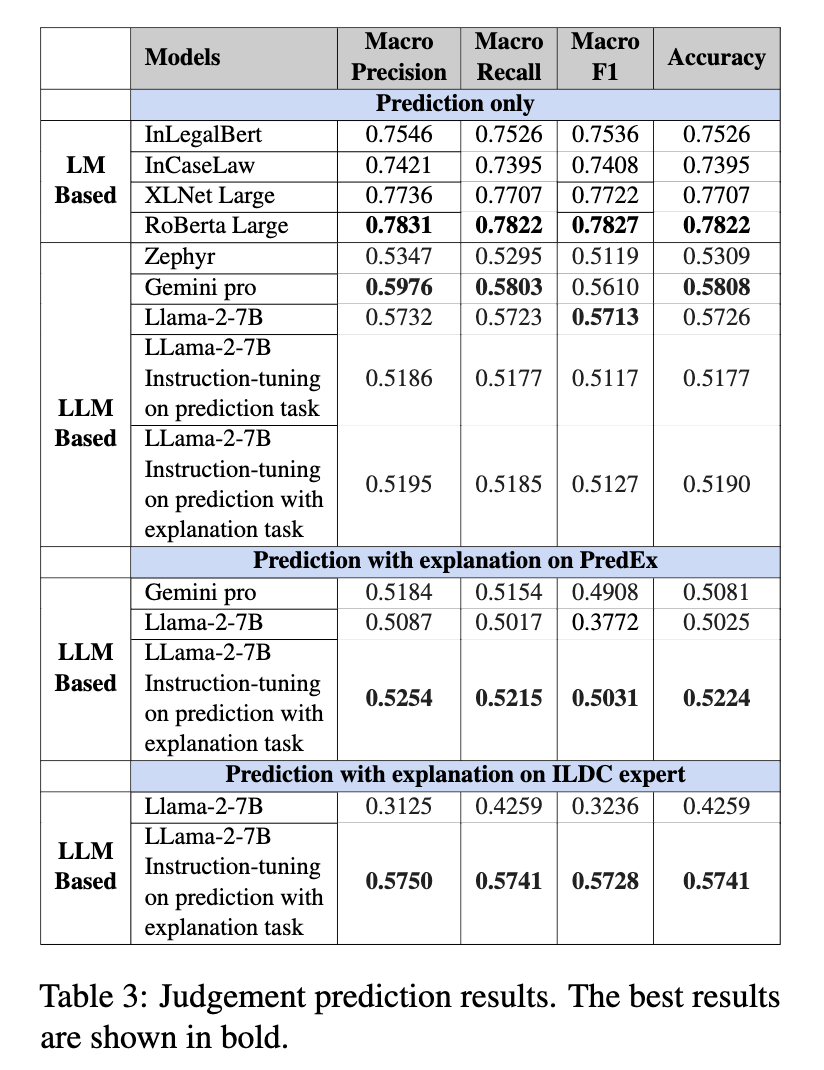 Models Macro Precision Macro Recall Macro F1 Accuracy
Prediction only
LM Based
InLegalBert 0.7546 0.7526 0.7536 0.7526
InCaseLaw 0.7421 0.7395 0.7408 0.7395
XLNet Large 0.7736 0.7707 0.7722 0.7707
RoBerta Large 0.7831 0.7822 0.7827 0.7822
LLM Based
Zephyr 0.5347 0.5295 0.5119 0.5309
Gemini pro 0.5976 0.5803 0.5610 0.5808
Llama-2-7B 0.5732 0.5723 0.5713 0.5726
LLama-2-7B
Instruction-tuning
on prediction task
0.5186 0.5177 0.5117 0.5177
LLama-2-7B
Instruction-tuning
on prediction with
explanation task
0.5195 0.5185 0.5127 0.5190
Prediction with explanation on PredEx
LLM Based
Gemini pro 0.5184 0.5154 0.4908 0.5081
Llama-2-7B 0.5087 0.5017 0.3772 0.5025
LLama-2-7B
Instruction-tuning
on prediction with
explanation task
0.5254 0.5215 0.5031 0.5224
Prediction with explanation on ILDC expert
LLM Based
Llama-2-7B 0.3125 0.4259 0.3236 0.4259
LLama-2-7B
Instruction-tuning
on prediction with
explanation task
0.5750 0.5741 0.5728 0.5741
Table 3: Judgement prediction results. The best results
are shown in bold.